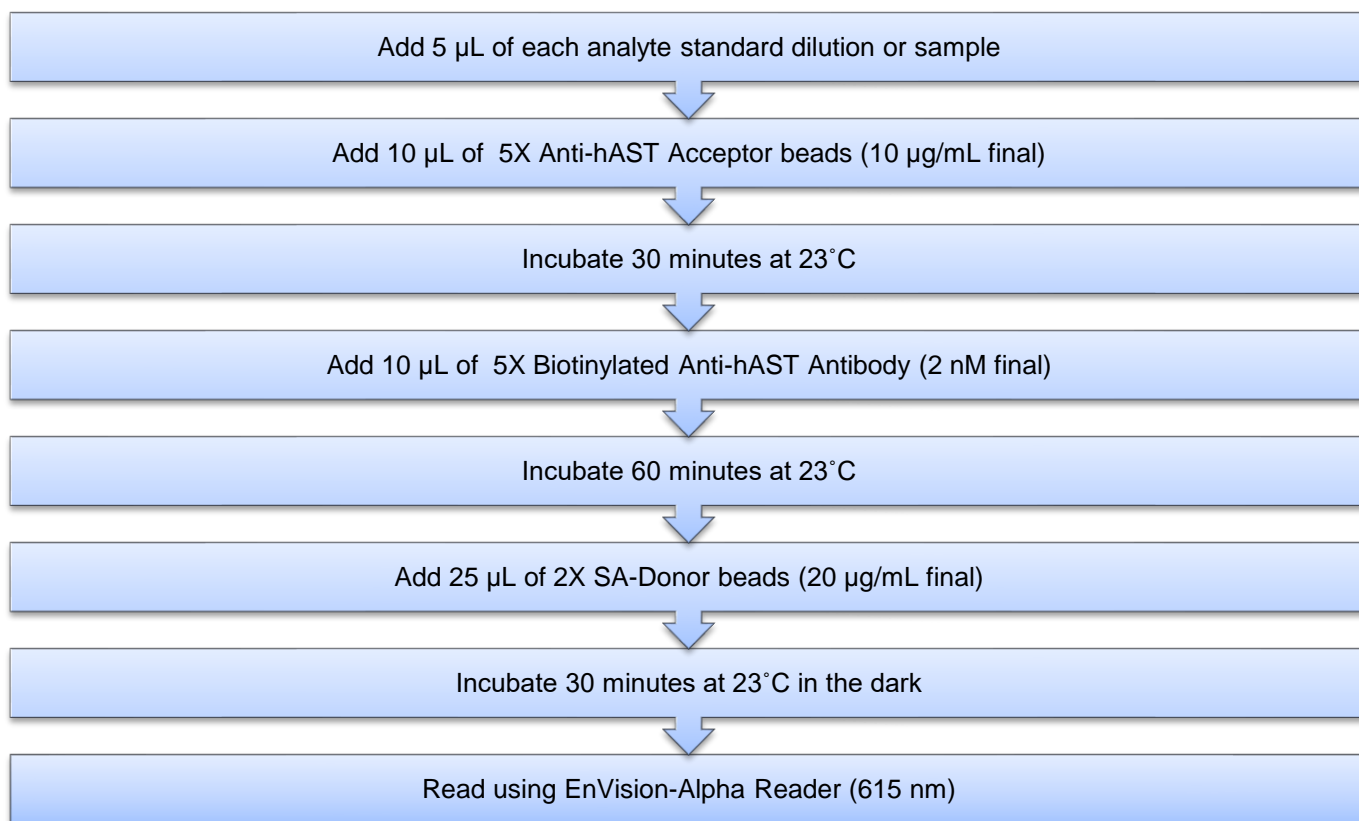 Add 5 µL of each analyte standard dilution or sample
Add 10 µL of 5X Anti-hAST Acceptor beads (10 µg/mL final)
Incubate 30 minutes at 23˚C
Add 10 µL of 5X Biotinylated Anti-hAST Antibody (2 nM final)
Incubate 60 minutes at 23˚C
Add 25 µL of 2X SA-Donor beads (20 µg/mL final)
Incubate 30 minutes at 23˚C in the dark
Read using EnVision-Alpha Reader (615 nm)